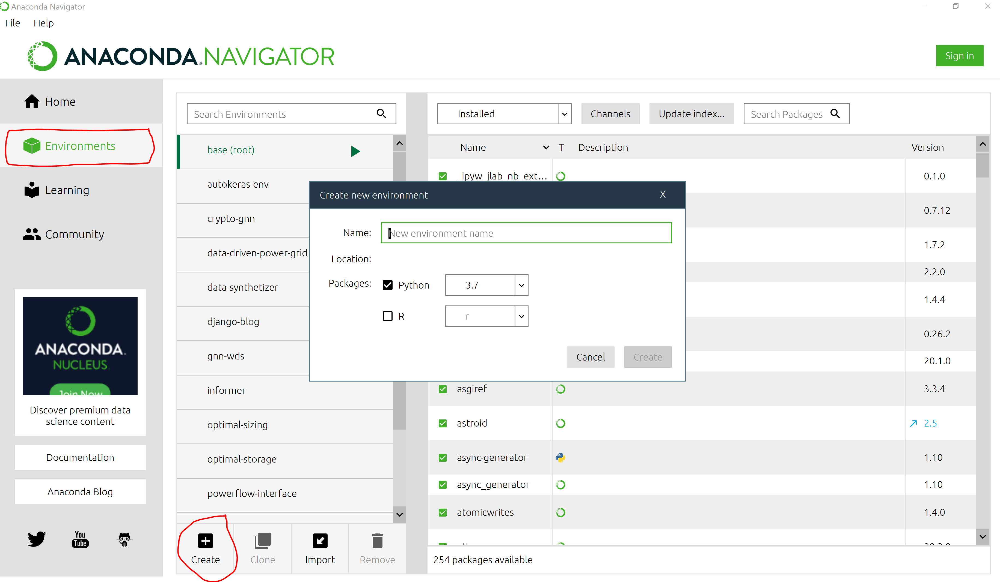 Anaconda Navigator
File Help
ANACONDA.NAVIGATOR
®
Sign in
Home
Environments
Learning
Community
ANACONDA.
NUCLEUS
Join Now
Discover premium data
science content
Documentation
Anaconda Blog
You
Tube
Search Environments
base (root)
autokeras-env
crypto-gnn
data-driven-power-grid
data-synthetizer
django-blog
gnn-wds
informer
optimal-sizing
optimal-storage
powerflow-interface
Create
Clone
Import
Remove
Installed
Channels
Update index...
Search Packages
Name T Description Version
_ipyw_jlab_nb_ext... 0.1.0
0.7.12
1.7.2
2.2.0
1.4.4
0.26.2
20.1.0
asgiref 3.3.4
astroid 2.5
async-generator 1.10
async_generator 1.10
atomicwrites 1.4.0
254 packages available
Create new environment X
Name: New environment name
Location:
Packages: Python 3.7
R r
Cancel Create